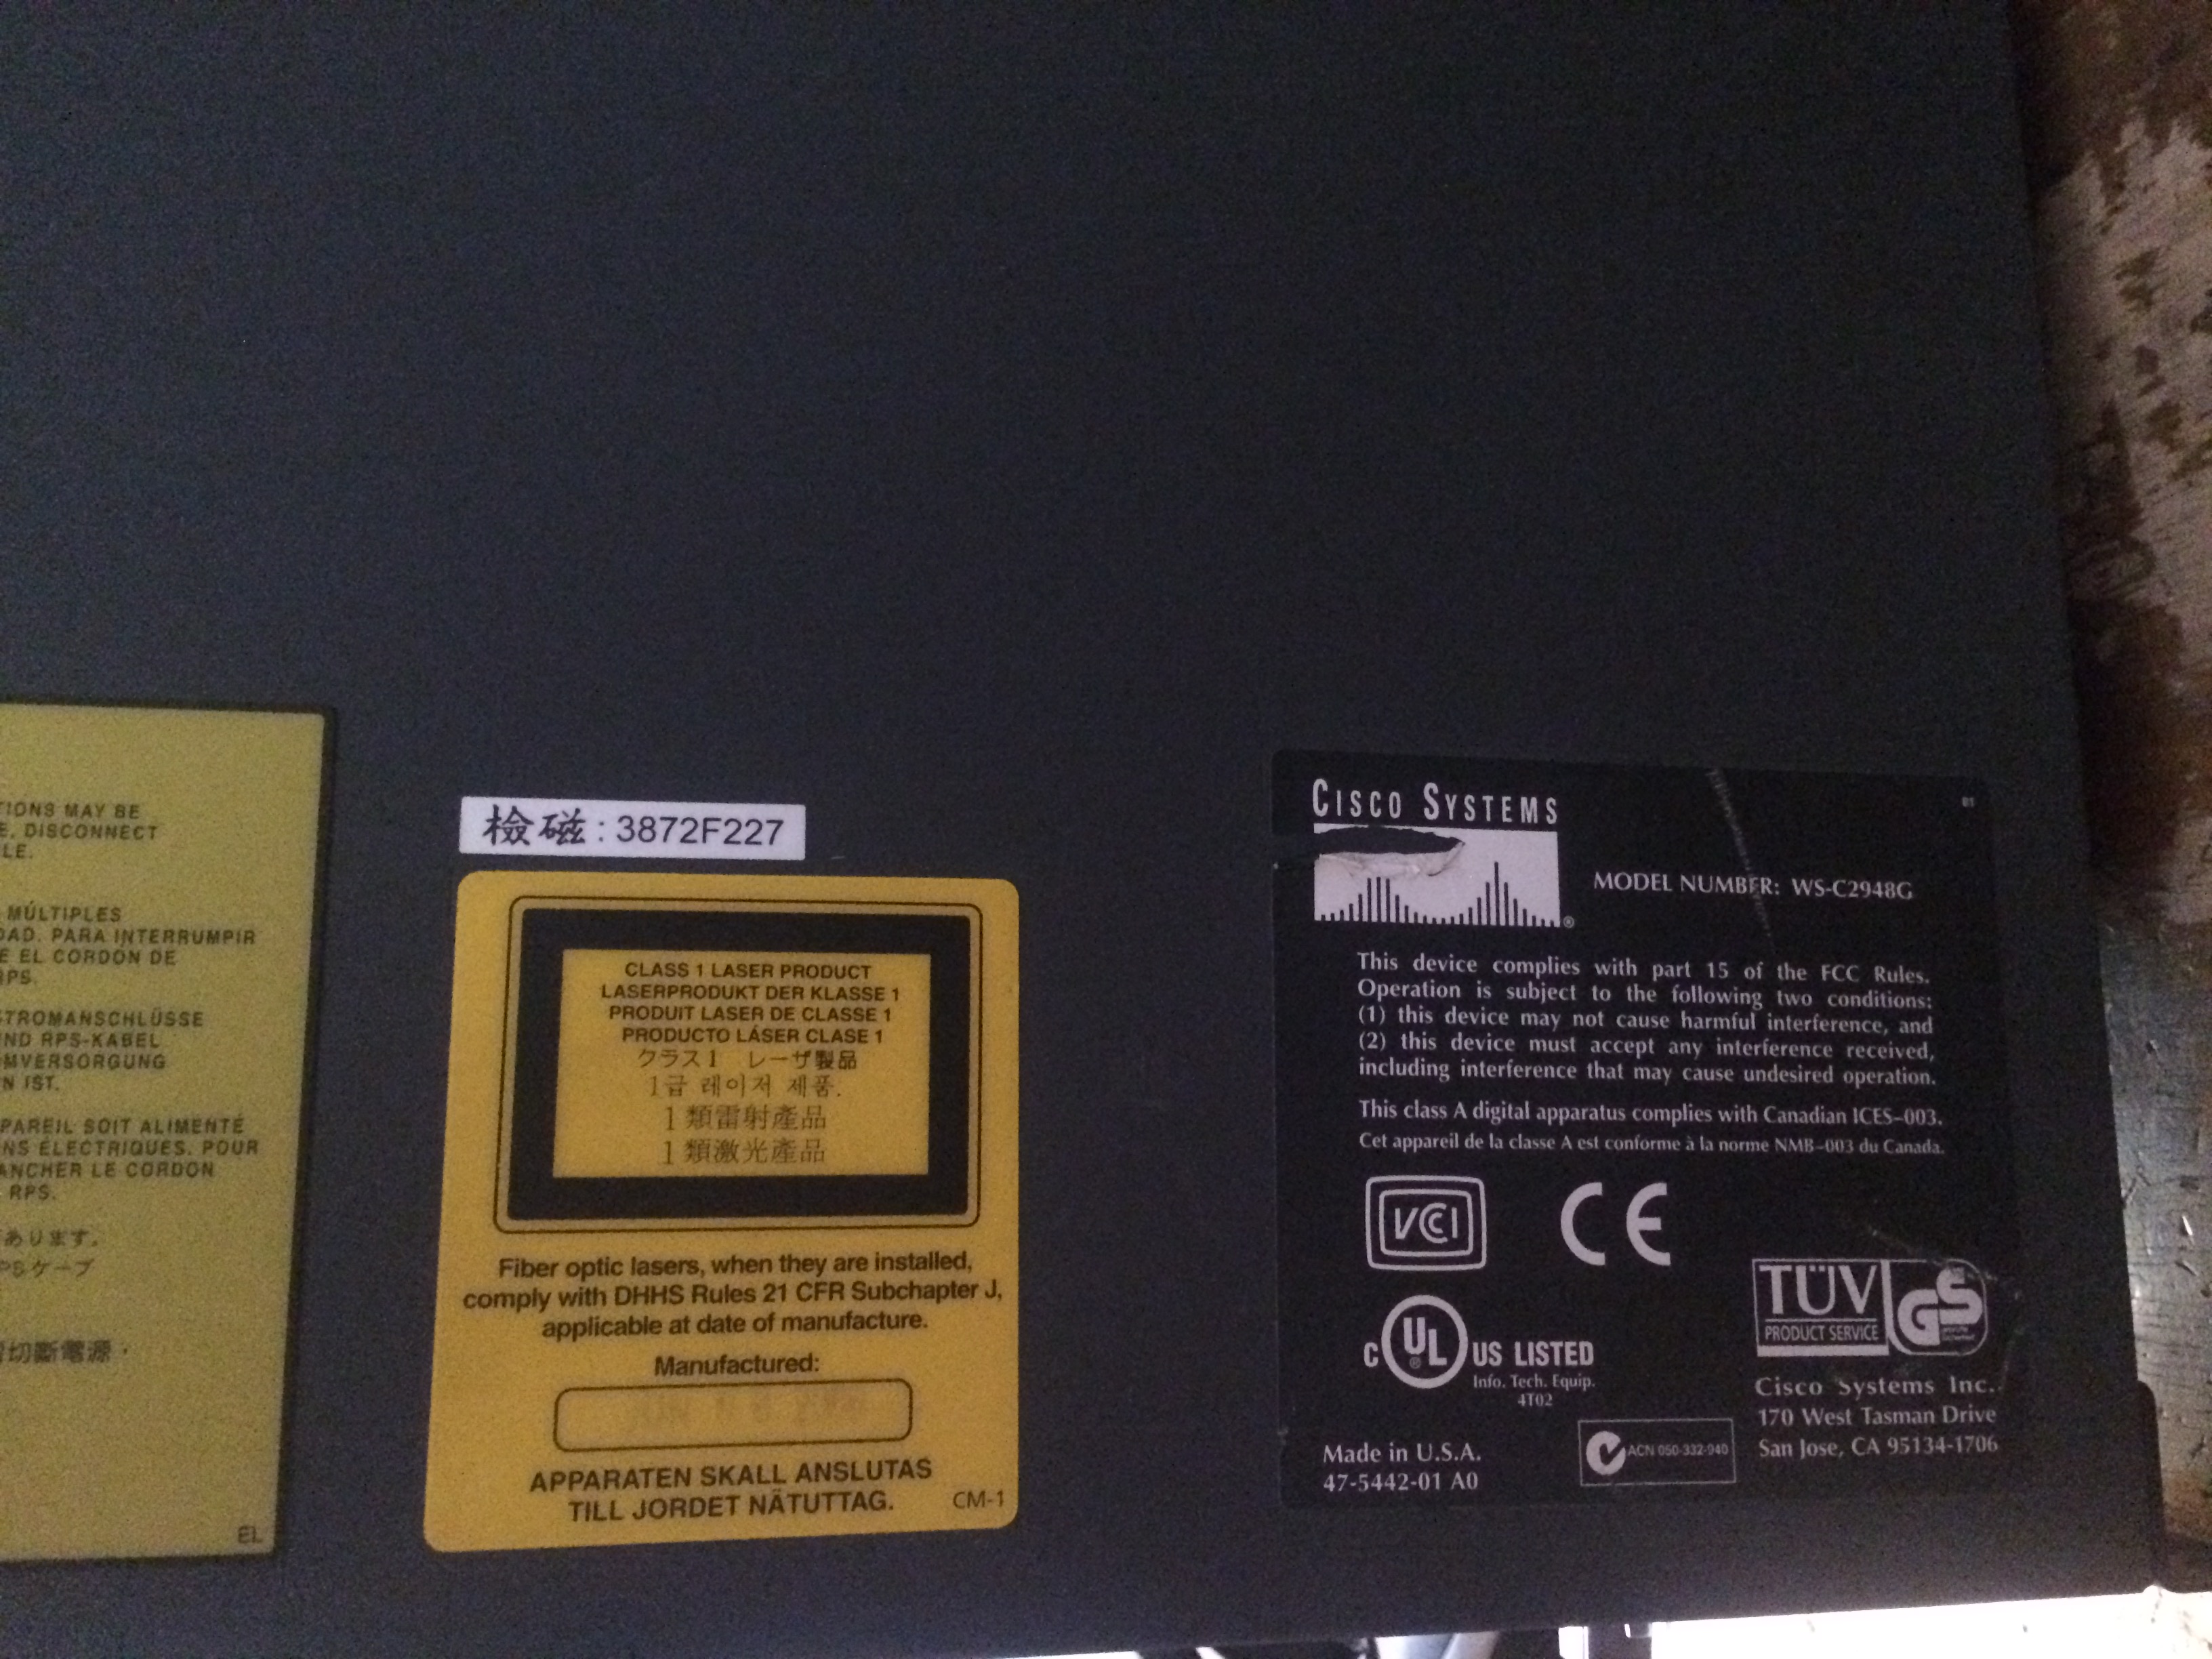 TIONS MAY BE
E, DISCONNECT
LE.
MÚLTIPLES
DAD. PARA INTERRUMPIR
E EL CORDÓN DE
RPS.
STROMANSCHLÜSSE
ND RPS-KABEL
OMVERSORGUNG
N IST.
PAREIL SOIT ALIMENTÉ
NS ÉLECTRIQUES. POUR
ANCHER LE CORDON
RPS.
あります。
ケーブ
切斷電源。
EL
檢磁:3872F227
CLASS 1 LASER PRODUCT
LASERPRODUKT DER KLASSE 1
PRODUIT LASER DE CLASSE 1
PRODUCTO LÁSER CLASE 1
クラス1 レーザ製品
1급 레이저 제품.
1類雷射產品
1類激光產品
Fiber optic lasers, when they are installed,
comply with DHHS Rules 21 CFR Subchapter J,
applicable at date of manufacture.
Manufactured:
APPARATEN SKALL ANSLUTAS
TILL JORDET NÄTUTTAG.
CM-1
CISCO SYSTEMS
®
MODEL NUMBER: WS-C2948G
This device complies with part 15 of the FCC Rules.
Operation is subject to the following two conditions:
(1) this device may not cause harmful interference, and
(2) this device must accept any interference received,
including interference that may cause undesired operation.
This class A digital apparatus complies with Canadian ICES-003.
Cet appareil de la classe A est conforme à la norme NMB-003 du Canada.
VCCI
CE
C UL ® US LISTED
Info. Tech. Equip.
4T02
TÜV
PRODUCT SERVICE
GS
Cisco Systems Inc.
170 West Tasman Drive
San Jose, CA 95134-1706
ACN 050-332-940
Made in U.S.A.
47-5442-01 A0